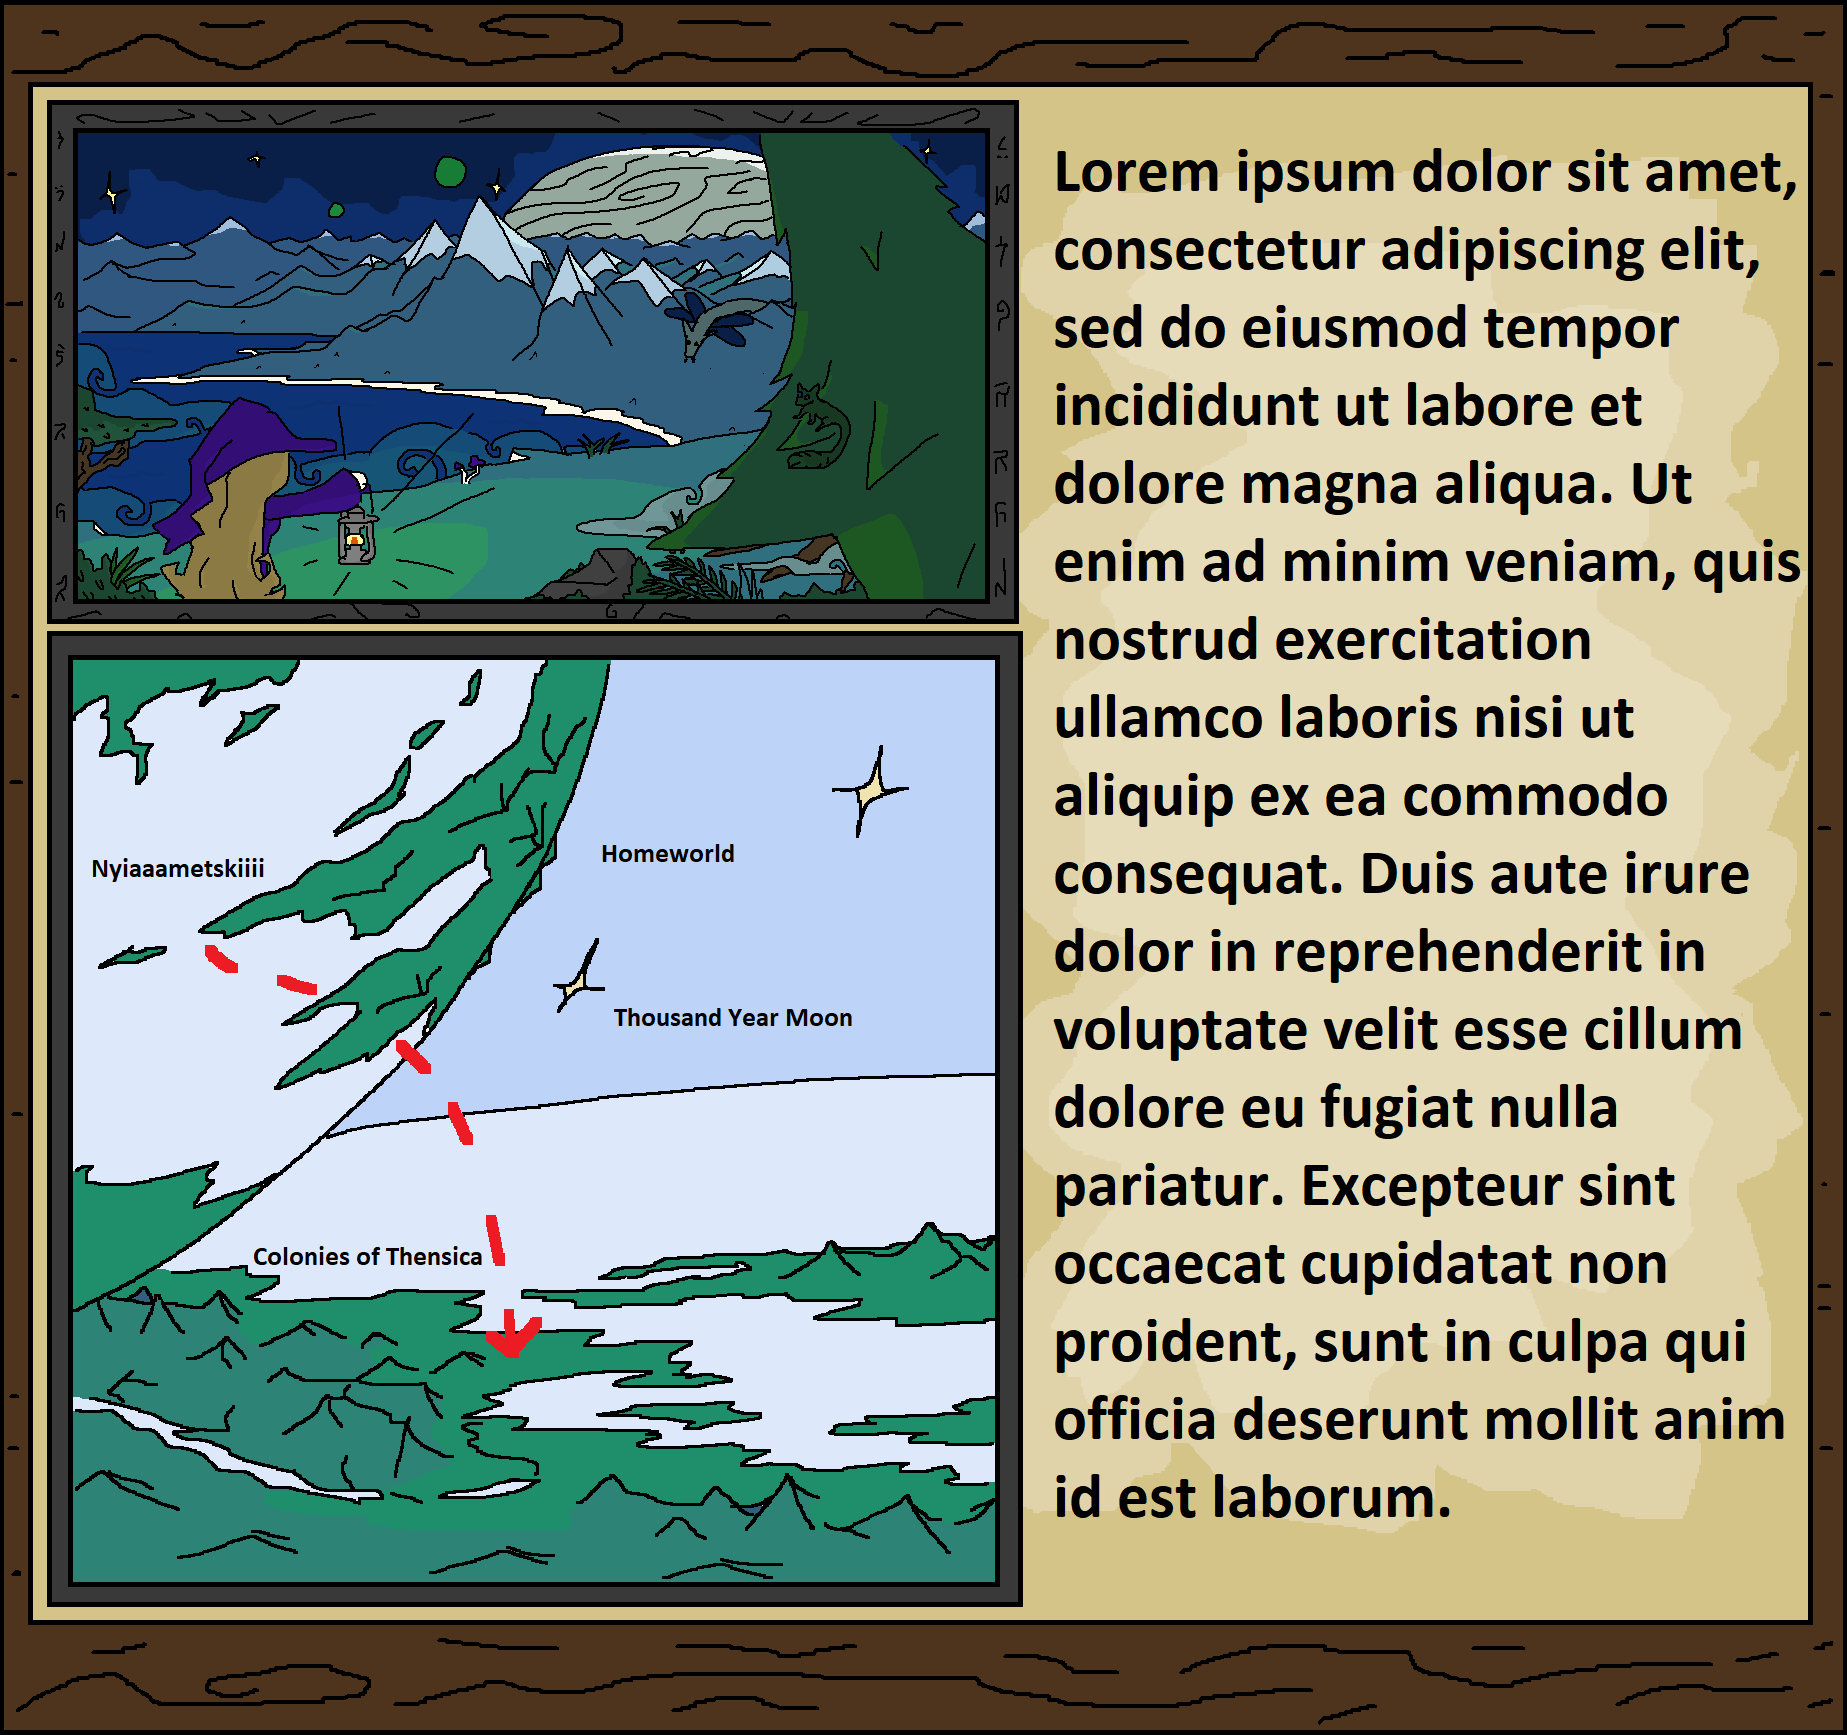 Lorem ipsum dolor sit amet,
consectetur adipiscing elit,
sed do eiusmod tempor
incididunt ut labore et
dolore magna aliqua. Ut
enim ad minim veniam, quis
nostrud exercitation
ullamco laboris nisi ut
aliquip ex ea commodo
consequat. Duis aute irure
dolor in reprehenderit in
voluptate velit esse cillum
dolore eu fugiat nulla
pariatur. Excepteur sint
occaecat cupidatat non
proident, sunt in culpa qui
officia deserunt mollit anim
id est laborum.
Nyiaaametskiiii
Homeworld
Thousand Year Moon
Colonies of Thensica